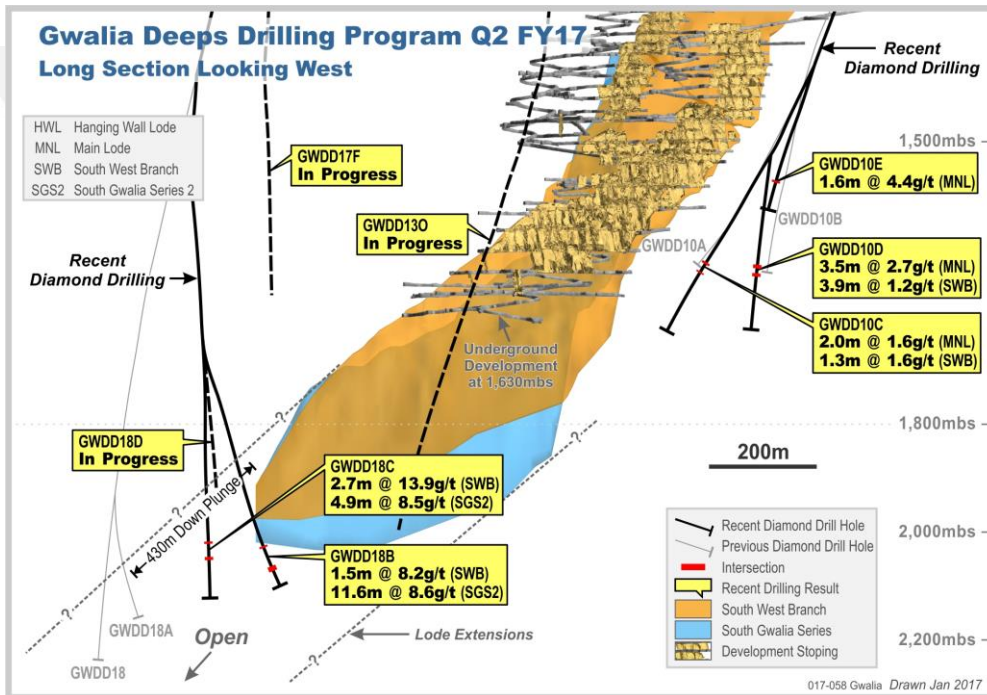 Gwalia Deeps Drilling Program Q2 FY17
Long Section Looking West
HWL Hanging Wall Lode
MNL Main Lode
SWB South West Branch
SGS2 South Gwalia Series 2
GWDD17F
In Progress
Recent
Diamond Drilling
GWDD13O
In Progress
Recent
Diamond Drilling
1,500mbs
GWDD10E
1.6m @ 4.4g/t (MNL)
GWDD10B
GWDD10A
GWDD10D
3.5m @ 2.7g/t (MNL)
3.9m @ 1.2g/t (SWB)
GWDD10C
2.0m @ 1.6g/t (MNL)
1.3m @ 1.6g/t (SWB)
Underground
Development
at 1,630mbs
?
?
1,800mbs
GWDD18D
In Progress
430m Down Plunge
GWDD18C
2.7m @ 13.9g/t (SWB)
4.9m @ 8.5g/t (SGS2)
GWDD18B
1.5m @ 8.2g/t (SWB)
11.6m @ 8.6g/t (SGS2)
200m
?
?
GWDD18A
GWDD18
Open
Lode Extensions
?
?
2,000mbs
2,200mbs
Recent Diamond Drill Hole
Previous Diamond Drill Hole
Intersection
Recent Drilling Result
South West Branch
South Gwalia Series
Development Stoping
017-058 Gwalia Drawn Jan 2017